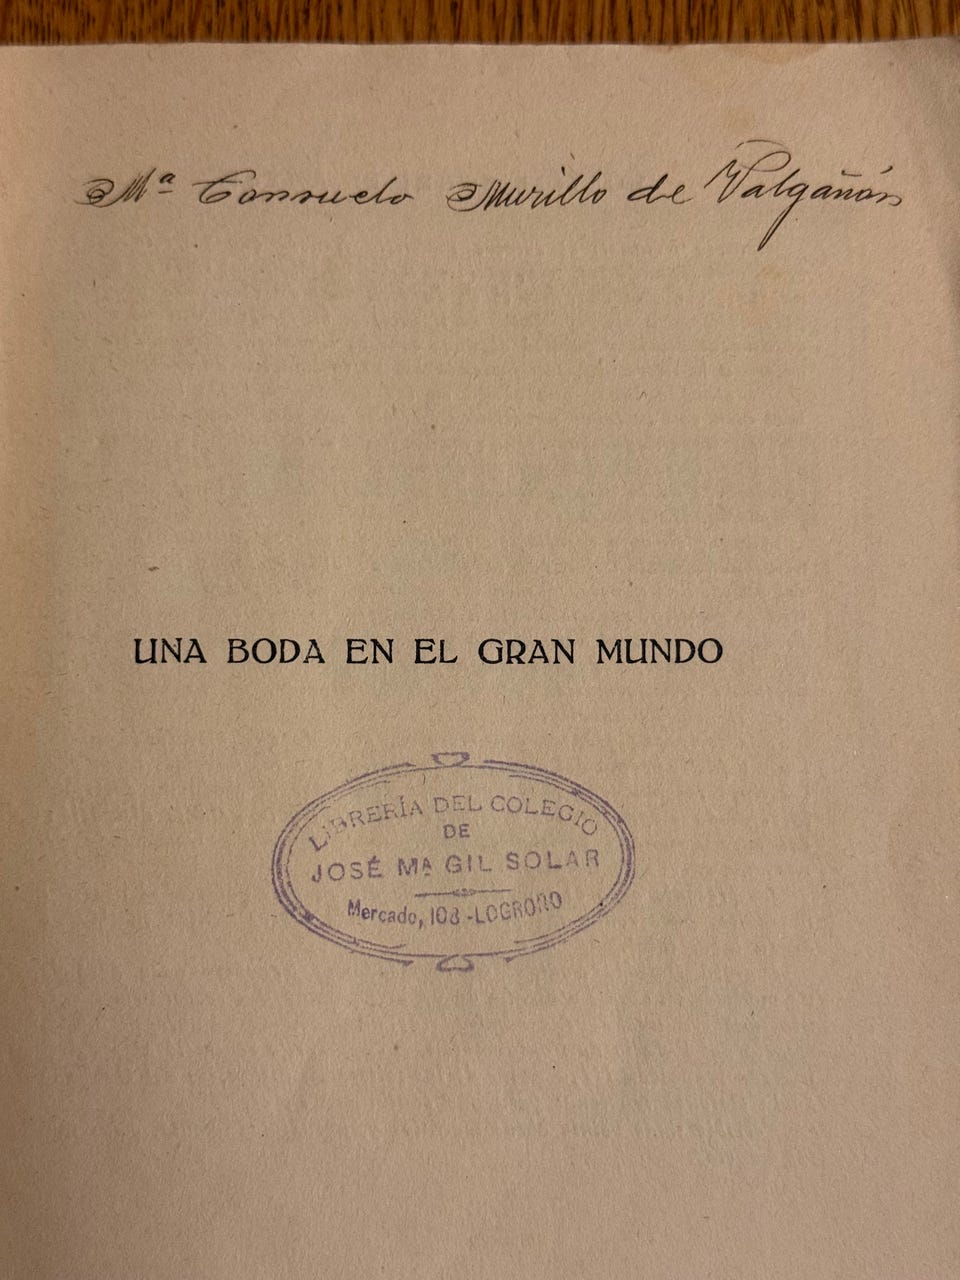 Mª Consuelo Murillo de Valgañón
UNA BODA EN EL GRAN MUNDO
LIBRERÍA DEL COLEGIO
DE
JOSÉ Mª GIL SOLAR
Mercado, 108 - LOGROÑO